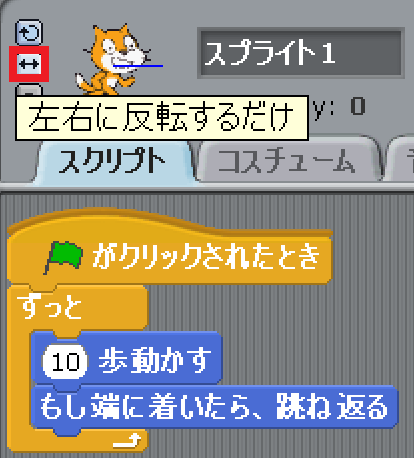 スプライト1
左右に反転するだけ
y: 0
スクリプト
コスチューム
がクリックされたとき
ずっと
10 歩動かす
もし端に着いたら、跳ね返る